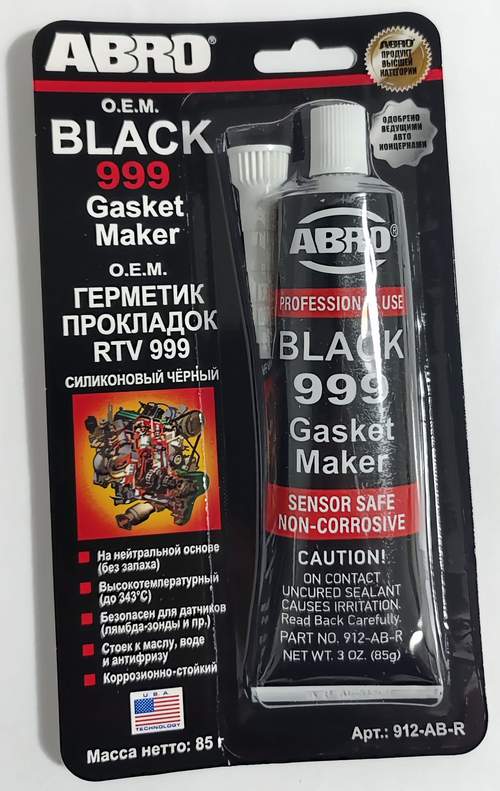 ABRO®
ABRO
ПРОДУКТ
ВЫСШЕЙ
КАТЕГОРИИ
ОДОБРЕНО
ВЕДУЩИМИ
АВТО
КОНЦЕРНАМИ
O.E.M.
BLACK
999
Gasket
Maker
O.E.M.
ГЕРМЕТИК
ПРОКЛАДОК
RTV 999
СИЛИКОНОВЫЙ ЧЁРНЫЙ
На нейтральной основе
(без запаха)
Высокотемпературный
(до 343°С)
Безопасен для датчиков
(лямбда-зонды и пр.)
Стоек к маслу, воде
и антифризу
Коррозионно-стойкий
U.S.A
TECHNOLOGY
Масса нетто: 85 г
ABRO®
PROFESSIONAL USE
BLACK
999
Gasket
Maker
SENSOR SAFE
NON-CORROSIVE
CAUTION!
ON CONTACT
UNCURED SEALANT
CAUSES IRRITATION.
Read Back Carefully.
PART NO. 912-AB-R
NET WT. 3 OZ. (85g)
Арт.: 912-AB-R